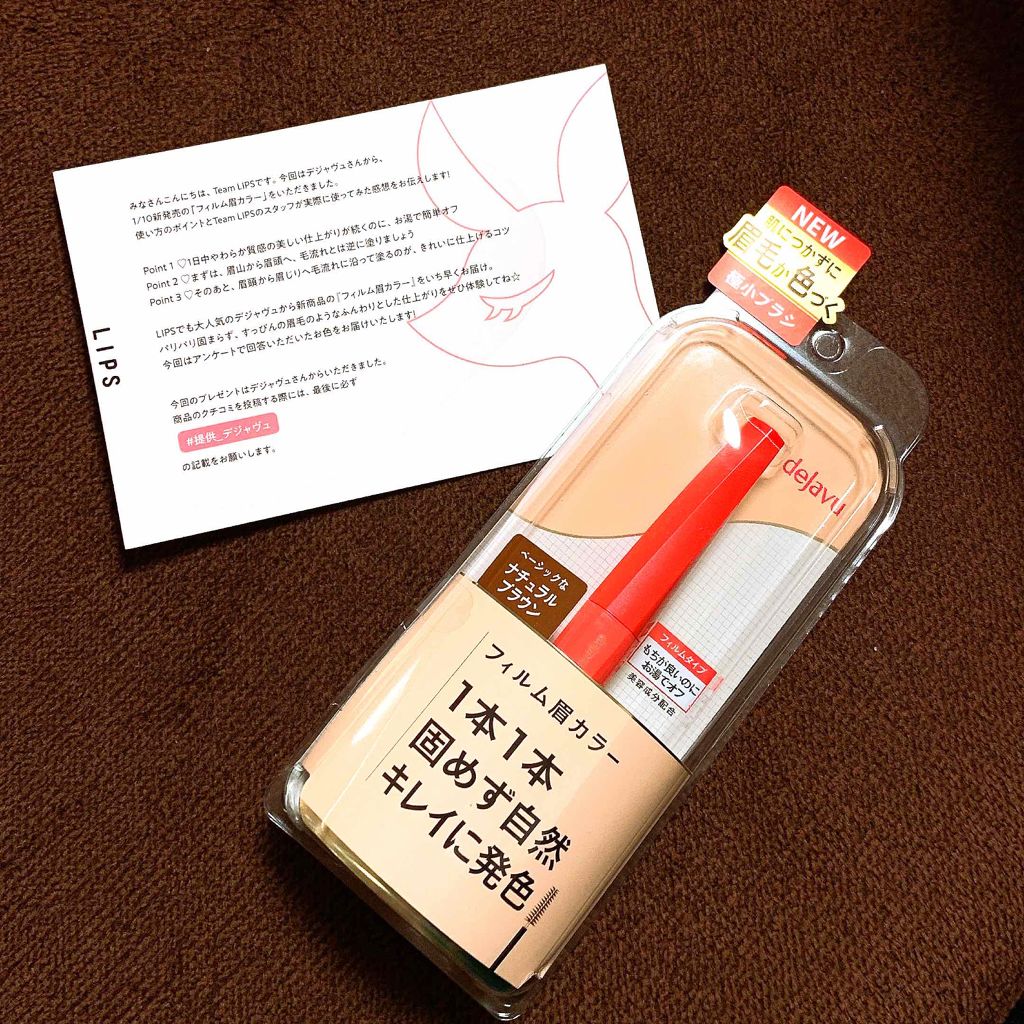 みなさんこんにちは、Team LIPSです。今回はデジャヴュさんから、
1/10新発売の『フィルム眉カラー』をいただきました。
使い方のポイントとTeam LIPSのスタッフが実際に使ってみた感想をお伝えします!
Point 1 ♡1日中やわらか質感の美しい仕上がりが続くのに、お湯で簡単オフ
Point 2 ♡まずは、眉山から眉頭へ、毛流れとは逆に塗りましょう
Point 3 ♡そのあと、眉頭から眉じりへ毛流れに沿って塗るのが、きれいに仕上げるコツ
LIPSでも大人気のデジャヴュから新商品の『フィルム眉カラー』をいち早くお届け。
パリパリ固まらず、すっぴんの眉毛のようなふんわりとした仕上がりをぜひ体験してね☆
今回はアンケートで回答いただいたお色をお届けいたします!
今回のプレゼントはデジャヴュさんからいただきました。
商品のクチコミを投稿する際には、最後に必ず
#提供_デジャヴュ
の記載をお願いします。
LIPS
NEW
肌につかずに
眉毛が色づく
極小ブラシ
dejavu
ベーシックな
ナチュラル
ブラウン
フィルムタイプ
もちが良いのに
お湯でオフ
美容成分配合
フィルム眉カラー
1本1本
固めず自然
キレイに発色